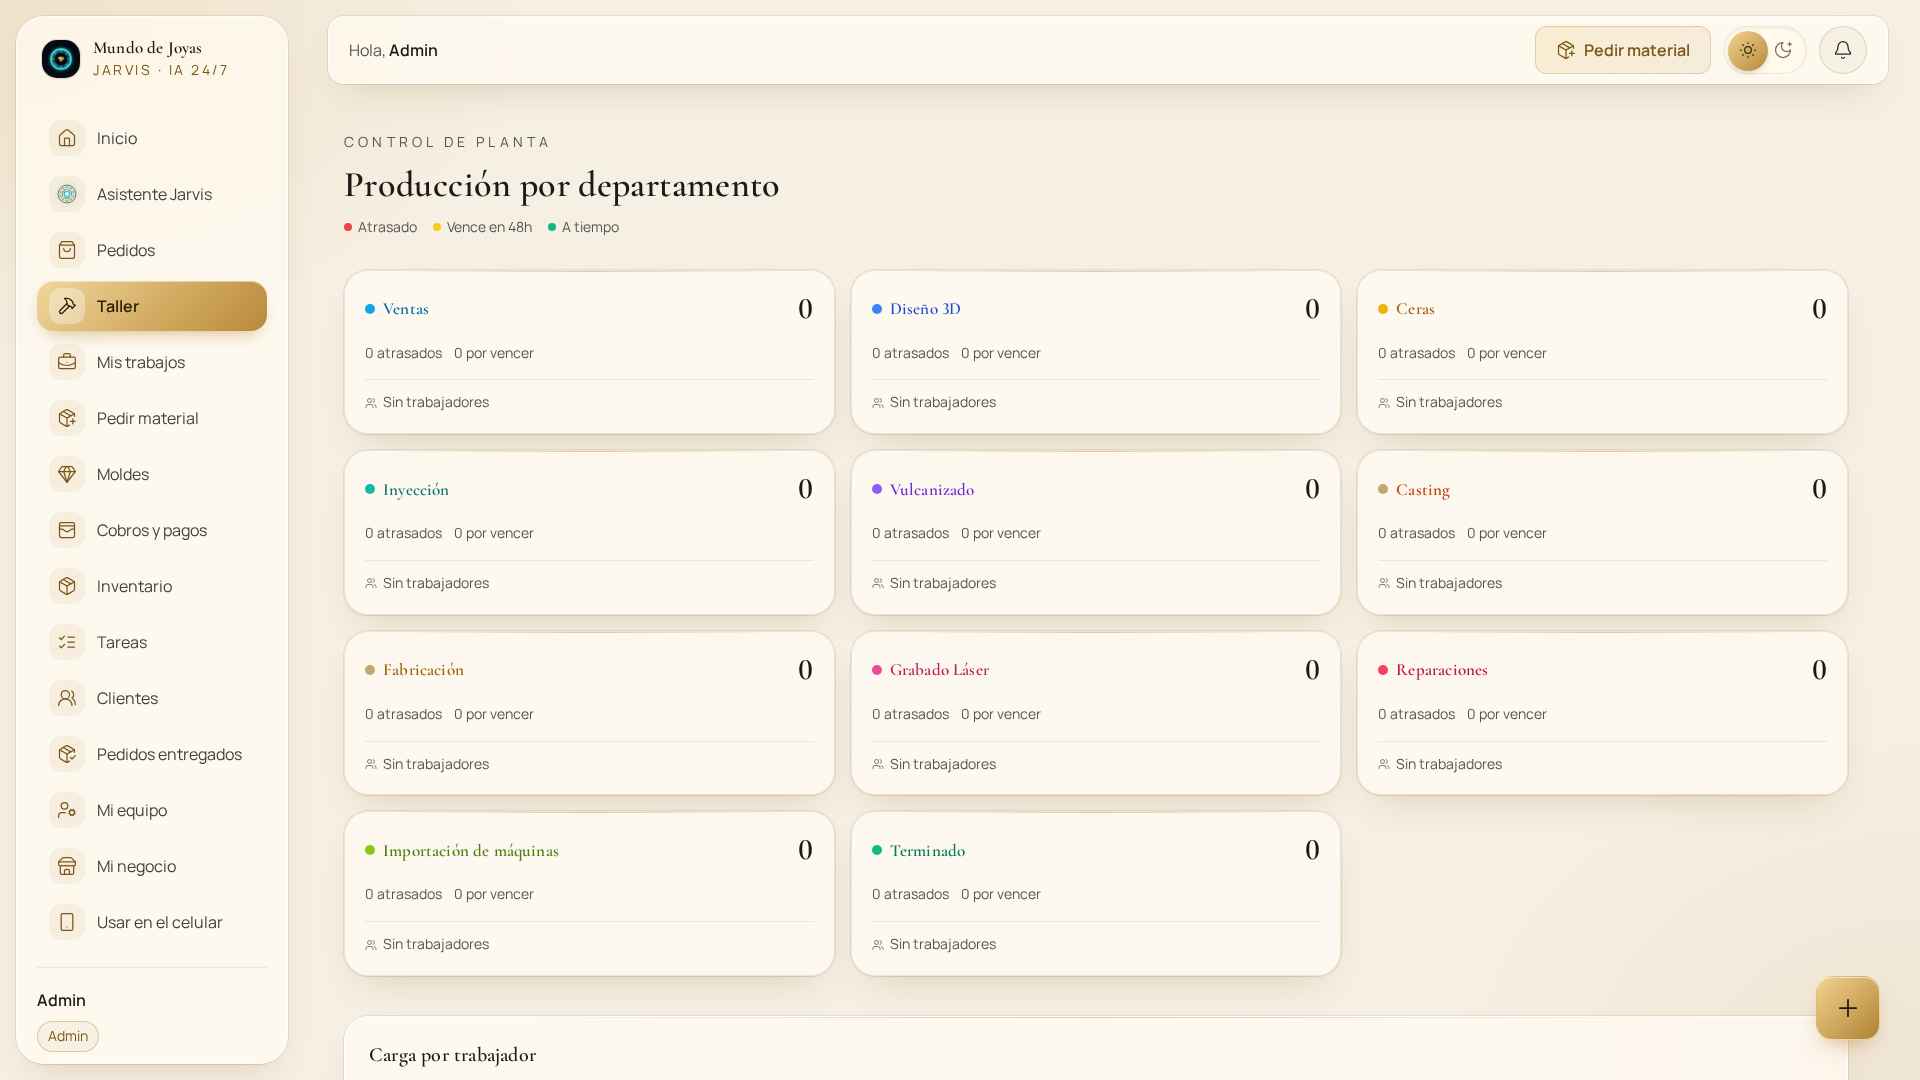 Mundo de Joyas
JARVIS · IA 24/7
Inicio
Asistente Jarvis
Pedidos
Taller
Mis trabajos
Pedir material
Moldes
Cobros y pagos
Inventario
Tareas
Clientes
Pedidos entregados
Mi equipo
Mi negocio
Usar en el celular
Admin
Admin
Hola, Admin
Pedir material
CONTROL DE PLANTA
Producción por departamento
Atrasado Vence en 48h A tiempo
Ventas 0
0 atrasados 0 por vencer
Sin trabajadores
Diseño 3D 0
0 atrasados 0 por vencer
Sin trabajadores
Ceras 0
0 atrasados 0 por vencer
Sin trabajadores
Inyección 0
0 atrasados 0 por vencer
Sin trabajadores
Vulcanizado 0
0 atrasados 0 por vencer
Sin trabajadores
Casting 0
0 atrasados 0 por vencer
Sin trabajadores
Fabricación 0
0 atrasados 0 por vencer
Sin trabajadores
Grabado Láser 0
0 atrasados 0 por vencer
Sin trabajadores
Reparaciones 0
0 atrasados 0 por vencer
Sin trabajadores
Importación de máquinas 0
0 atrasados 0 por vencer
Sin trabajadores
Terminado 0
0 atrasados 0 por vencer
Sin trabajadores
Carga por trabajador